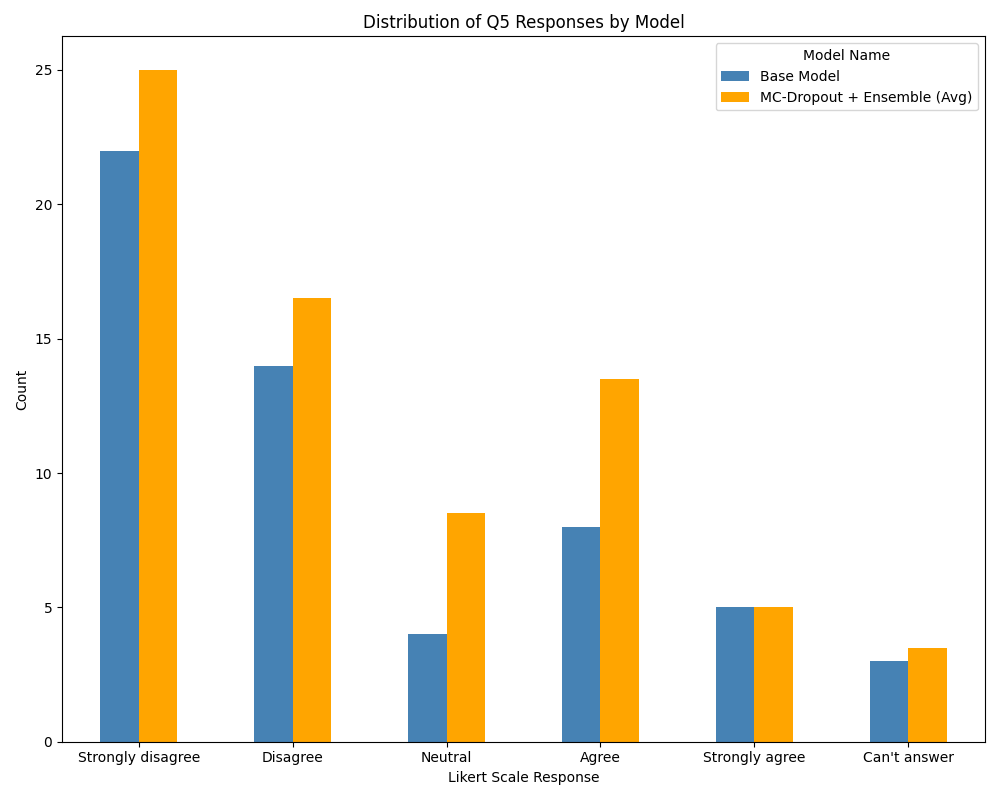 Distribution of Q5 Responses by Model
Model Name
Base Model
MC-Dropout + Ensemble (Avg)
25
20
15
10
5
0
Count
Strongly disagree
Disagree
Neutral
Agree
Strongly agree
Can't answer
Likert Scale Response